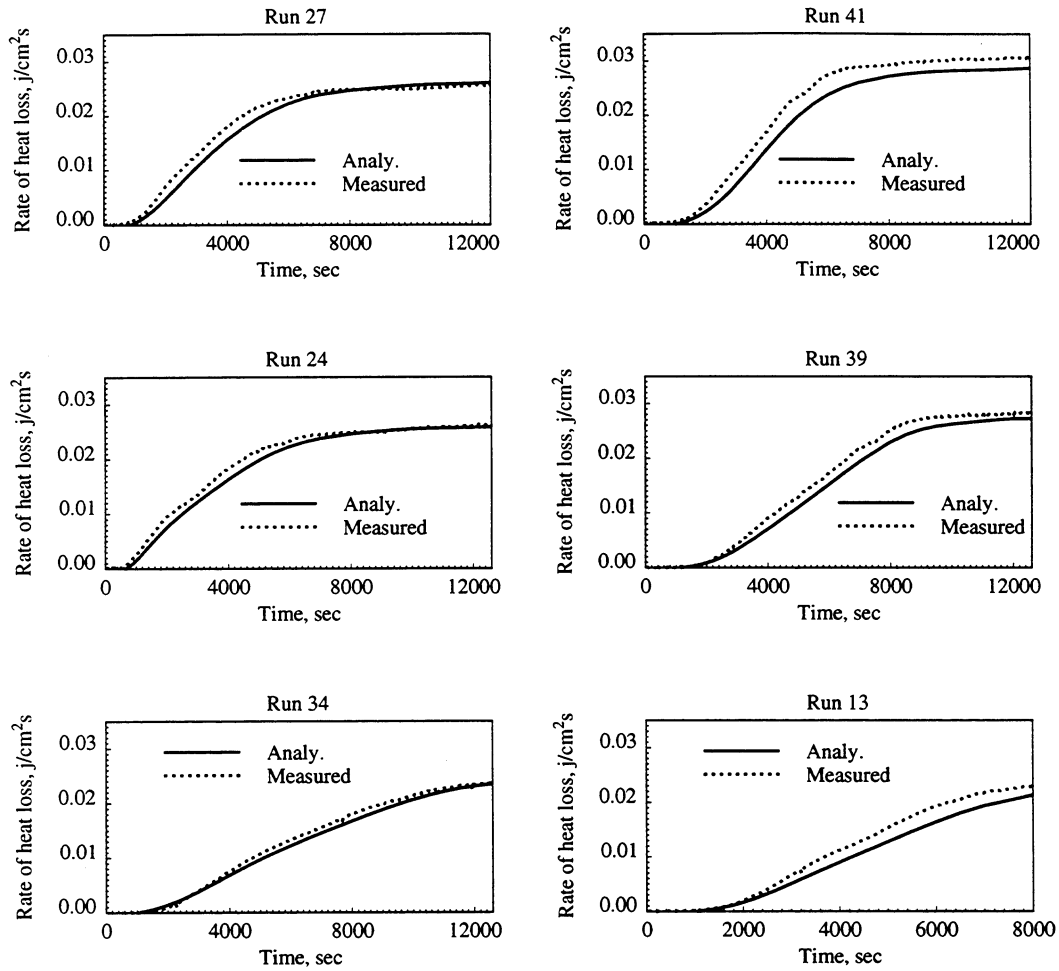 Run 27
Rate of heat loss, j/cm²s
0.03
0.02
0.01
0.00
Analy.
Measured
0
4000
8000
12000
Time, sec
Run 41
Rate of heat loss, j/cm²s
0.03
0.02
0.01
0.00
Analy.
Measured
0
4000
8000
12000
Time, sec
Run 24
Rate of heat loss, j/cm²s
0.03
0.02
0.01
0.00
Analy.
Measured
0
4000
8000
12000
Time, sec
Run 39
Rate of heat loss, j/cm²s
0.03
0.02
0.01
0.00
Analy.
Measured
0
4000
8000
12000
Time, sec
Run 34
Rate of heat loss, j/cm²s
0.03
0.02
0.01
0.00
Analy.
Measured
0
4000
8000
12000
Time, sec
Run 13
Rate of heat loss, j/cm²s
0.03
0.02
0.01
0.00
Analy.
Measured
0
2000
4000
6000
8000
Time, sec